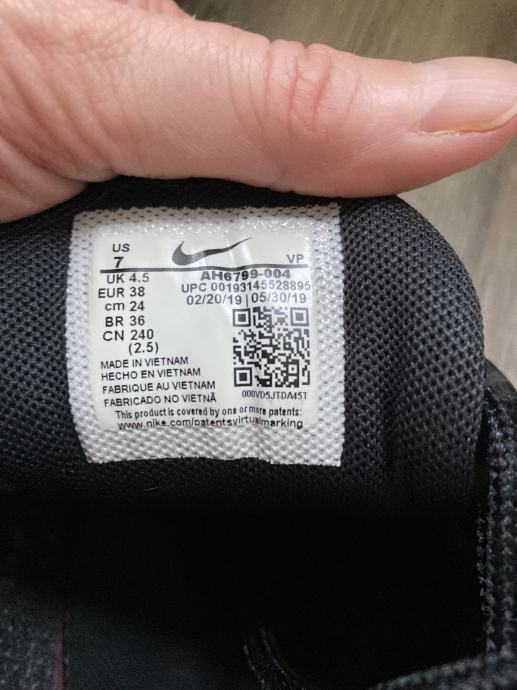 US
7 VP
UK 4.5
EUR 38
cm 24
BR 36
CN 240
(2.5)
AH6799-004
UPC 00193145528895
02/20/19 | 05/30/19
000VD5JTDA45T
MADE IN VIETNAM
HECHO EN VIETNAM
FABRIQUE AU VIETNAM
FABRICADO NO VIETNÃ
This product is covered by one or more patents:
www.nike.com/patentsvirtualmarking